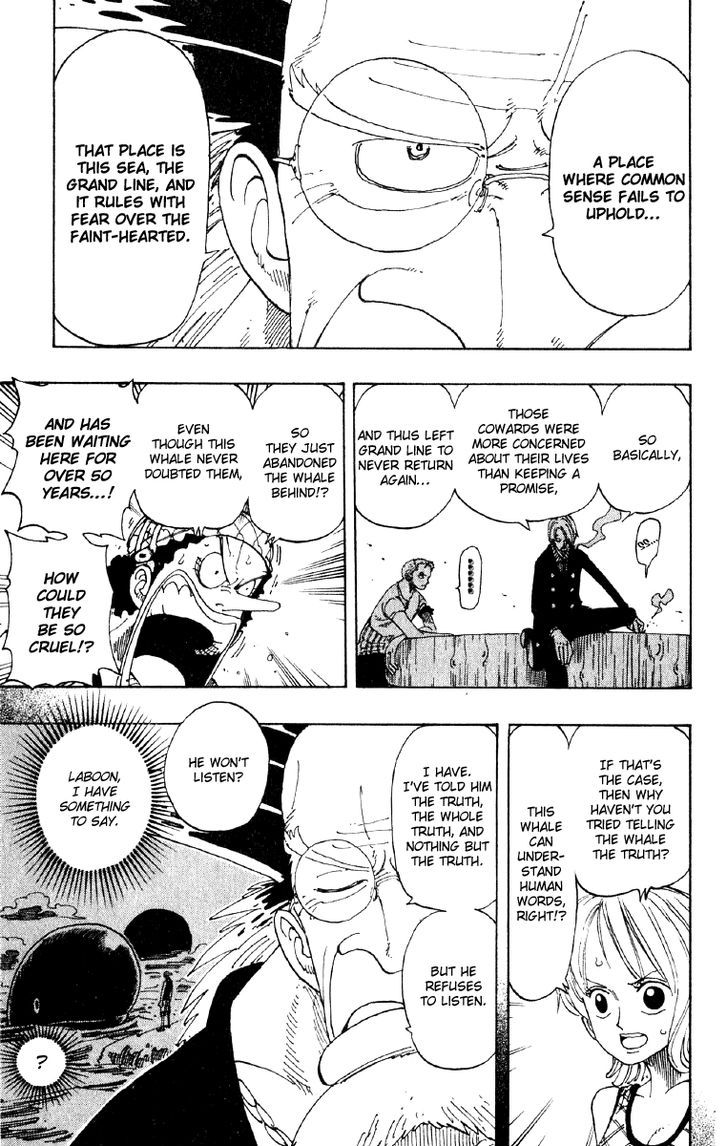 A PLACE
WHERE COMMON
SENSE FAILS TO
UPHOLD...
THAT PLACE IS
THIS SEA, THE
GRAND LINE, AND
IT RULES WITH
FEAR OVER THE
FAINT-HEARTED.
SO
BASICALLY,
THOSE
COWARDS WERE
MORE CONCERNED
ABOUT THEIR LIVES
THAN KEEPING A
PROMISE,
AND THUS LEFT
GRAND LINE TO
NEVER RETURN
AGAIN...
SO
THEY JUST
ABANDONED
THE WHALE
BEHIND!?
EVEN
THOUGH THIS
WHALE NEVER
DOUBTED THEM,
AND HAS
BEEN WAITING
HERE FOR
OVER 50
YEARS...!
HOW
COULD
THEY
BE SO
CRUEL!?
IF THAT'S
THE CASE,
THEN WHY
HAVEN'T YOU
TRIED TELLING
THE WHALE
THE TRUTH?
THIS
WHALE
CAN
UNDER-
STAND
HUMAN
WORDS,
RIGHT!?
I HAVE.
I'VE TOLD HIM
THE TRUTH,
THE WHOLE
TRUTH, AND
NOTHING BUT
THE TRUTH.
BUT HE
REFUSES
TO LISTEN.
HE WON'T
LISTEN?
LABOON,
I HAVE
SOMETHING
TO SAY.
?